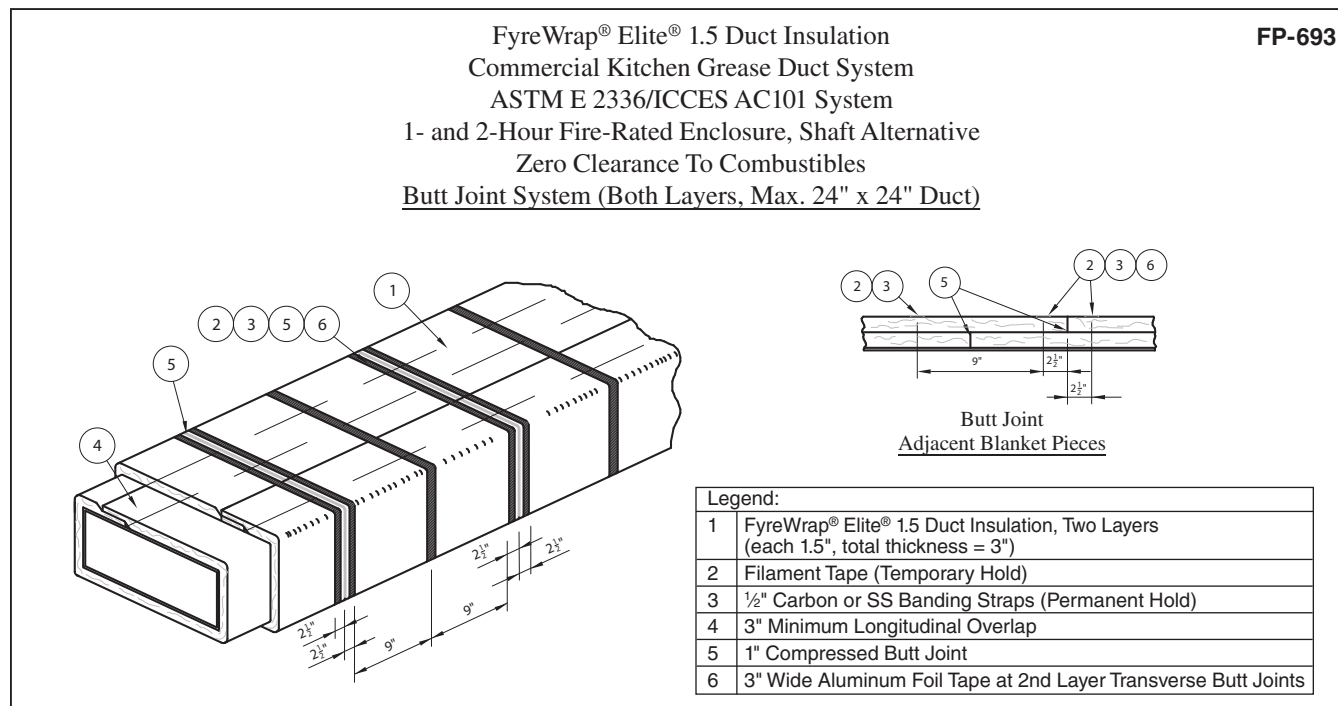 FyreWrap® Elite® 1.5 Duct Insulation
FP-693
Commercial Kitchen Grease Duct System
ASTM E 2336/ICCES AC101 System
1- and 2-Hour Fire-Rated Enclosure, Shaft Alternative
Zero Clearance To Combustibles
Butt Joint System (Both Layers, Max. 24" x 24" Duct)
1
2 3 5 6
5
4
2½"
2½"
9"
9"
2½"
2½"
2 3
5
2 3 6
9"
2½"
2½"
Butt Joint
Adjacent Blanket Pieces
Legend:
1 FyreWrap® Elite® 1.5 Duct Insulation, Two Layers
(each 1.5", total thickness = 3")
2 Filament Tape (Temporary Hold)
3 ½" Carbon or SS Banding Straps (Permanent Hold)
4 3" Minimum Longitudinal Overlap
5 1" Compressed Butt Joint
6 3" Wide Aluminum Foil Tape at 2nd Layer Transverse Butt Joints